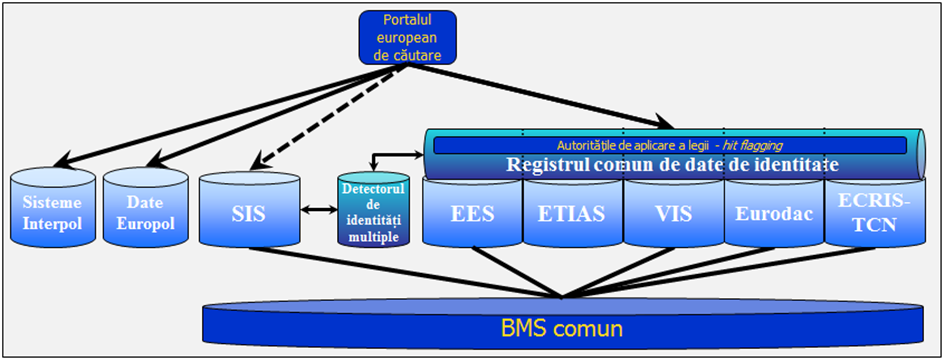 Portalul
european
de căutare
Autoritățile de aplicare a legii - hit flagging
Registrul comun de date de identitate
Sisteme
Interpol
Date
Europol
SIS
Detectorul
de
identități
multiple
EES
ETIAS
VIS
Eurodac
ECRIS-
TCN
BMS comun